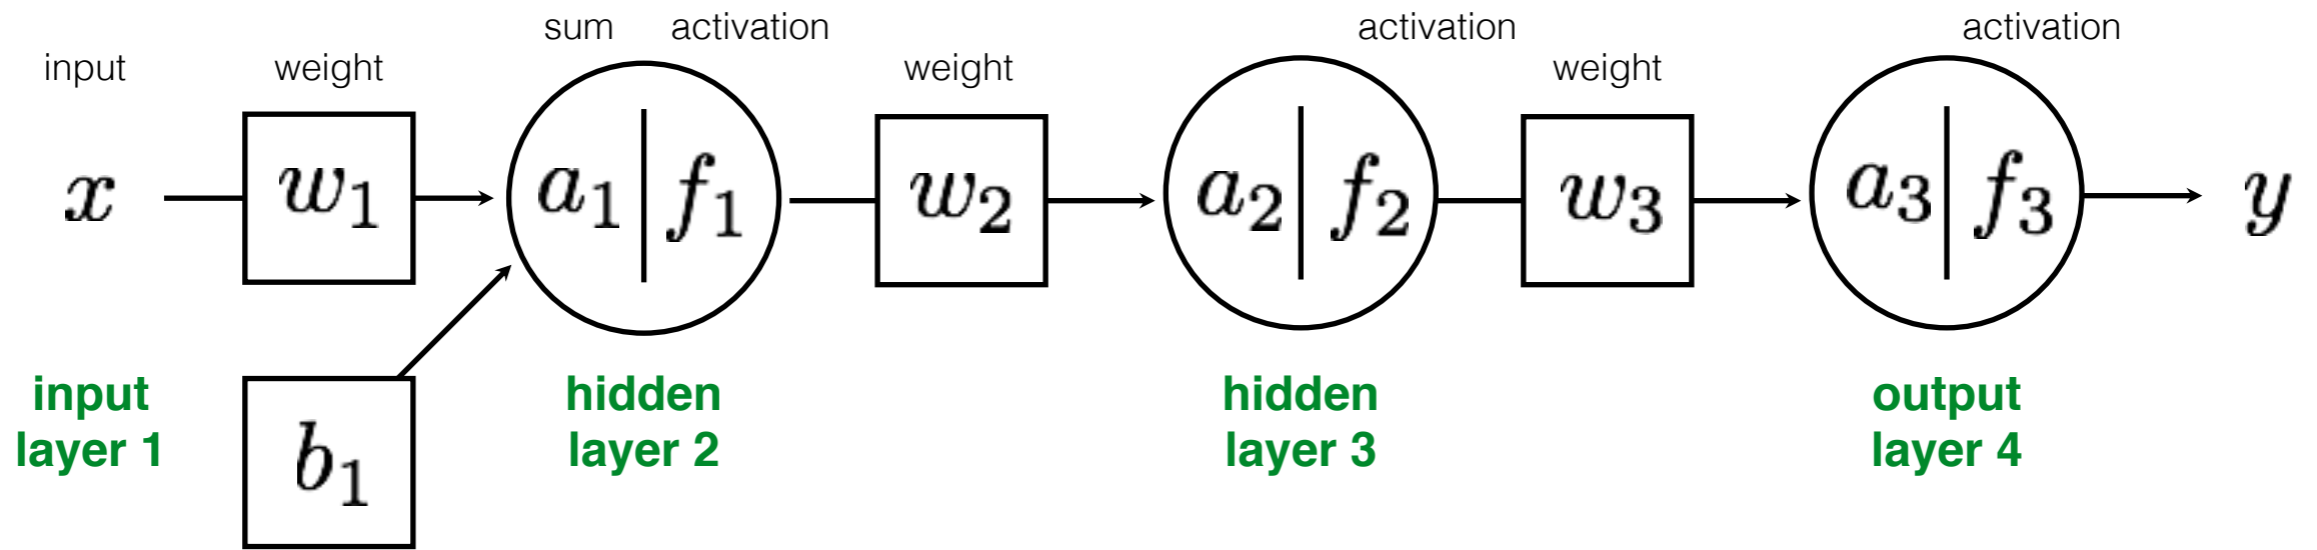 sum activation activation activation
input weight weight weight
x w1 a1 | f1 w2 a2 | f2 w3 a3 | f3 y
input hidden hidden output
layer 1 layer 2 layer 3 layer 4
b1